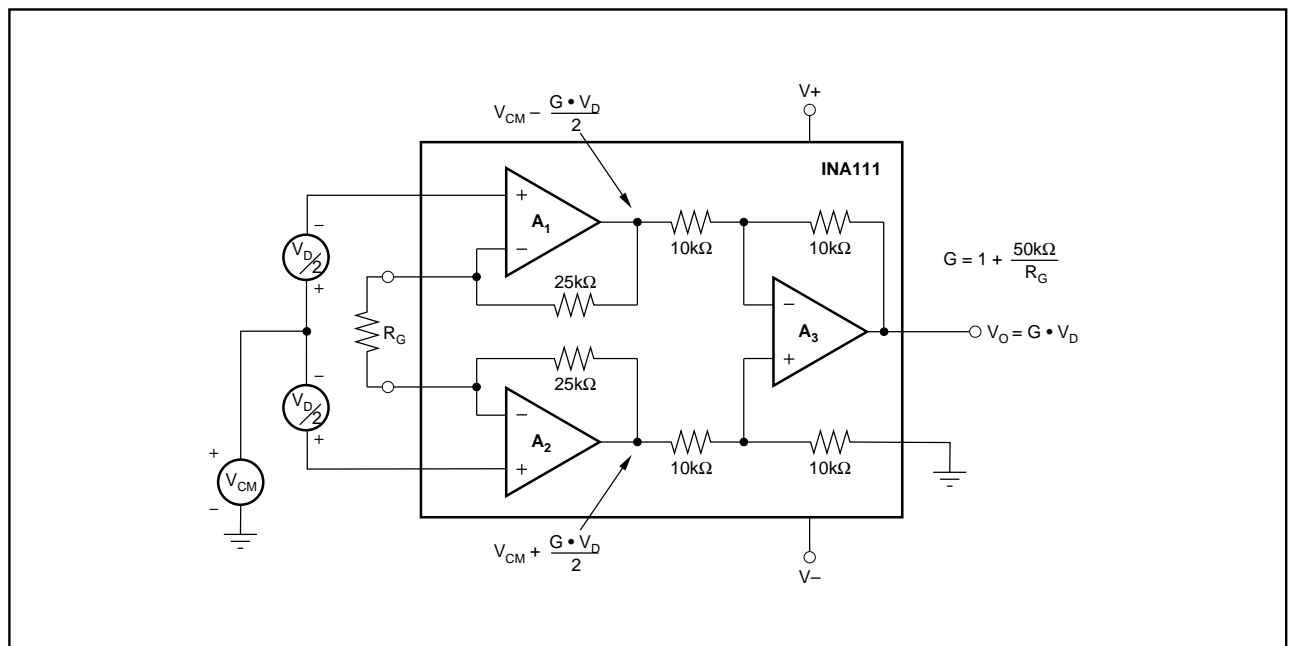 V+
V_CM – G • V_D
2
INA111
+
A_1
–
V_D/2
–
+
10kΩ
10kΩ
G = 1 + 50kΩ
R_G
25kΩ
R_G
–
A_3
+
V_O = G • V_D
25kΩ
–
V_D/2
+
–
A_2
+
10kΩ
10kΩ
+
V_CM
–
V_CM + G • V_D
2
V–